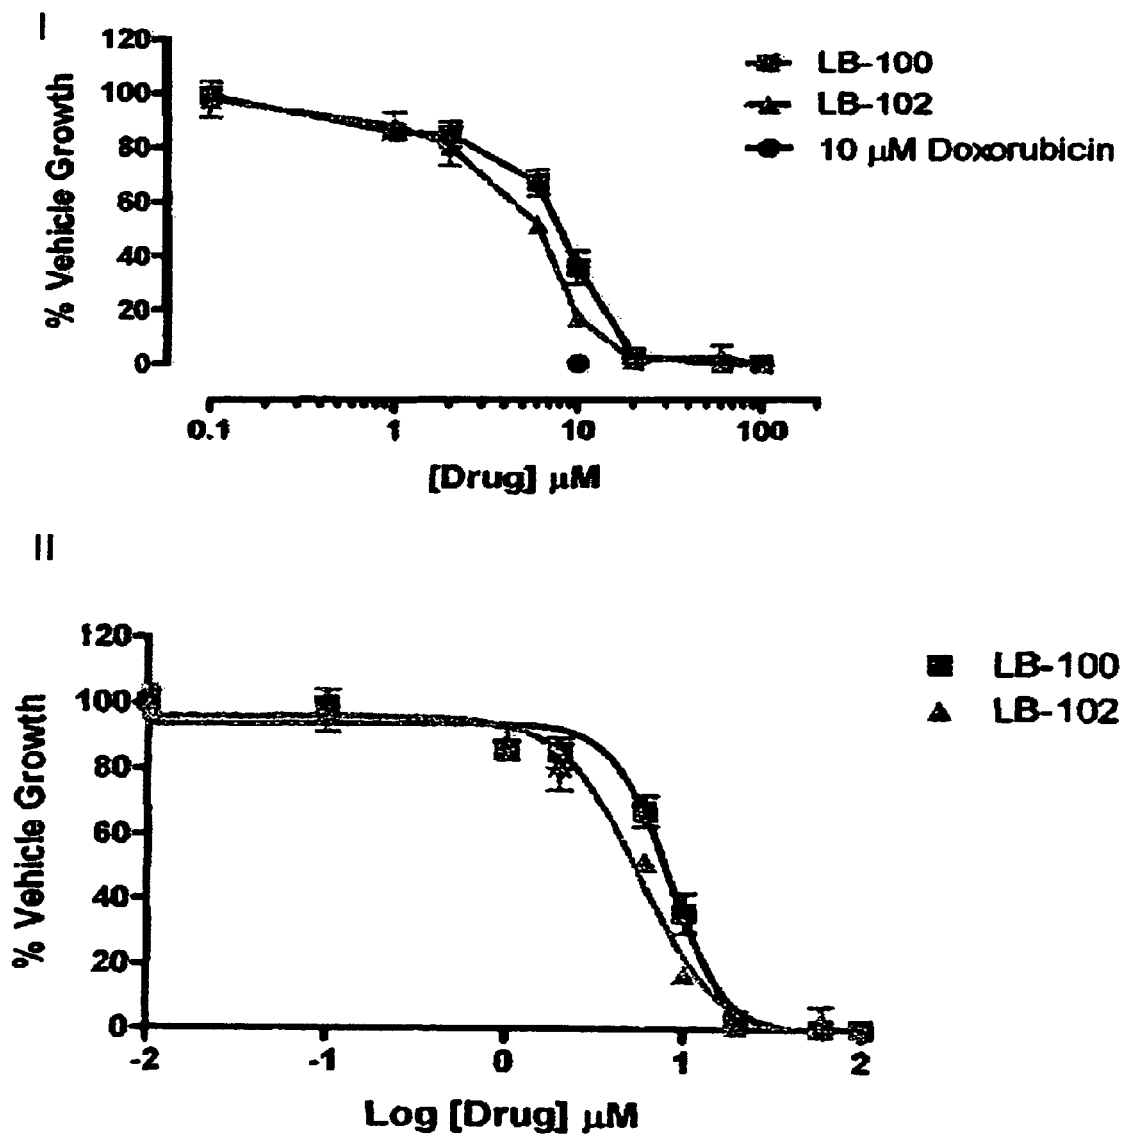 I
120
100
80
60
40
20
0
% Vehicle Growth
0.1 1 10 100
[Drug] μM
LB-100
LB-102
10 μM Doxorubicin
II
120
100
80
60
40
20
0
% Vehicle Growth
-2 -1 0 1 2
Log [Drug] μM
LB-100
LB-102